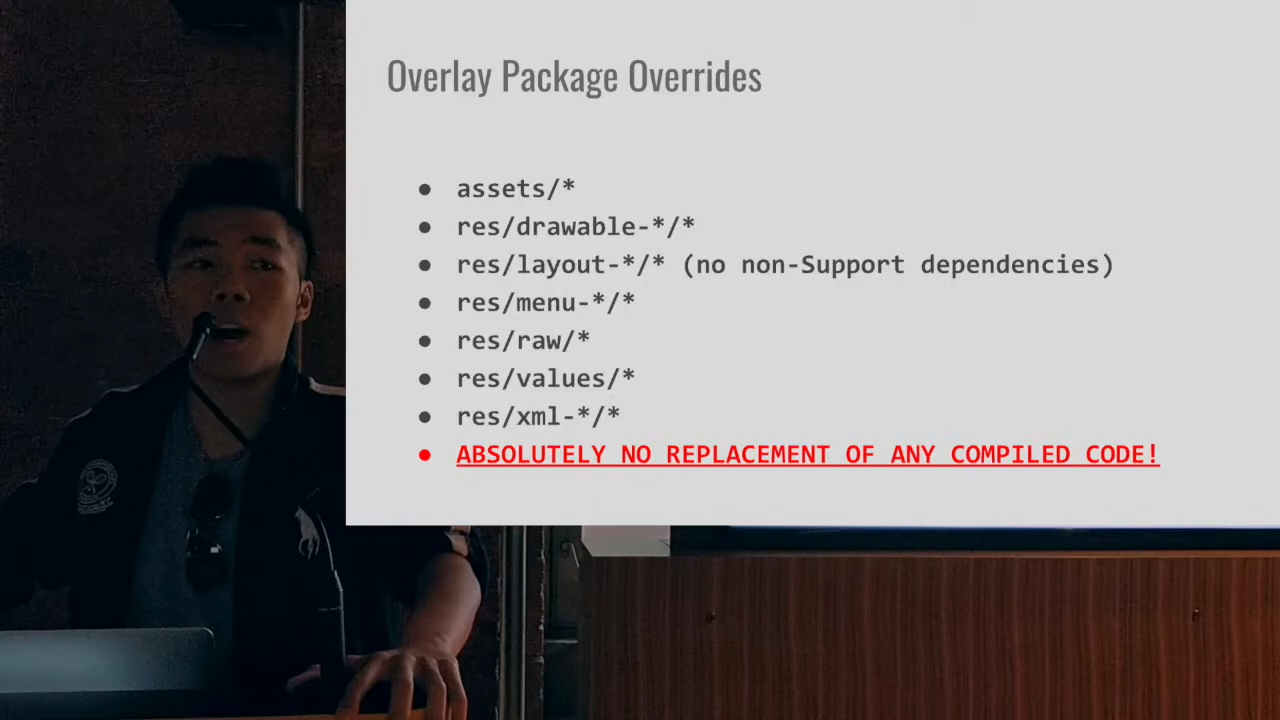 Overlay Package Overrides
● assets/*
● res/drawable-*/*
● res/layout-*/* (no non-Support dependencies)
● res/menu-*/*
● res/raw/*
● res/values/*
● res/xml-*/*
● ABSOLUTELY NO REPLACEMENT OF ANY COMPILED CODE!